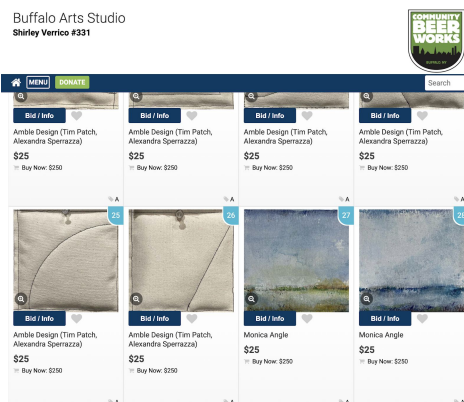 Buffalo Arts Studio
Shirley Verrico #331
COMMUNITY
BEER
WORKS
BUFFALO, NY
MENU
DONATE
Search
Bid / Info
Bid / Info
Bid / Info
Bid / Info
Amble Design (Tim Patch,
Alexandra Sperrazza)
Amble Design (Tim Patch,
Alexandra Sperrazza)
Amble Design (Tim Patch,
Alexandra Sperrazza)
Amble Design (Tim Patch,
Alexandra Sperrazza)
$25
$25
$25
$25
Buy Now: $250
Buy Now: $250
Buy Now: $250
Buy Now: $250
A
A
A
A
25
26
27
28
Bid / Info
Bid / Info
Bid / Info
Bid / Info
Amble Design (Tim Patch,
Alexandra Sperrazza)
Amble Design (Tim Patch,
Alexandra Sperrazza)
Monica Angle
Monica Angle
$25
$25
$25
$25
Buy Now: $250
Buy Now: $250
Buy Now: $250
Buy Now: $250
A
A
A
A